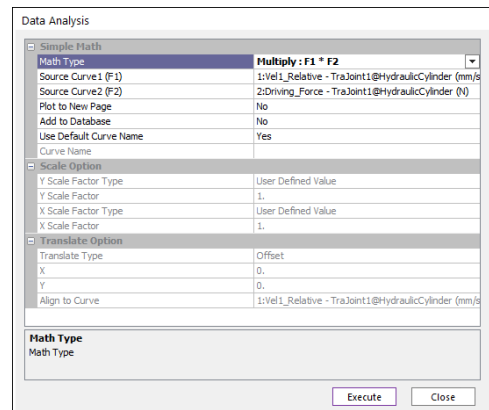 Data Analysis
Simple Math
Math Type Multiply : F1 * F2
Source Curve1 (F1) 1:Vel1_Relative - TraJoint1@HydraulicCylinder (mm/s
Source Curve2 (F2) 2:Driving_Force - TraJoint1@HydraulicCylinder (N)
Plot to New Page No
Add to Database No
Use Default Curve Name Yes
Curve Name
Scale Option
Y Scale Factor Type User Defined Value
Y Scale Factor 1.
X Scale Factor Type User Defined Value
X Scale Factor 1.
Translate Option
Translate Type Offset
X 0.
Y 0.
Align to Curve 1:Vel1_Relative - TraJoint1@HydraulicCylinder (mm/s
Math Type
Math Type
Execute Close